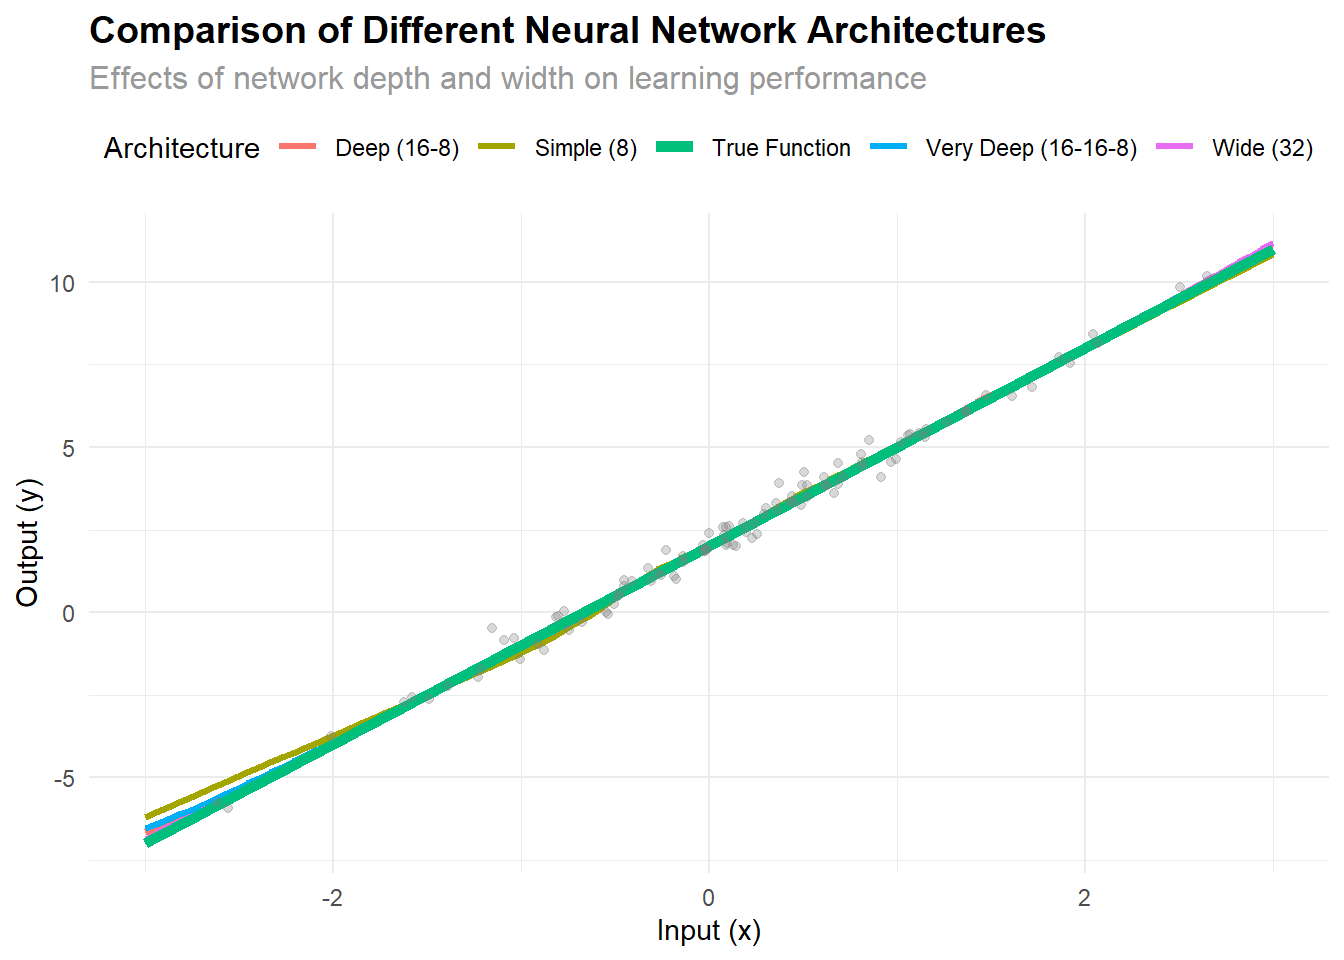 Comparison of Different Neural Network Architectures
Effects of network depth and width on learning performance
Architecture Deep (16-8) Simple (8) True Function Very Deep (16-16-8) Wide (32)
10
5
0
-5
Output (y)
-2 0 2
Input (x)